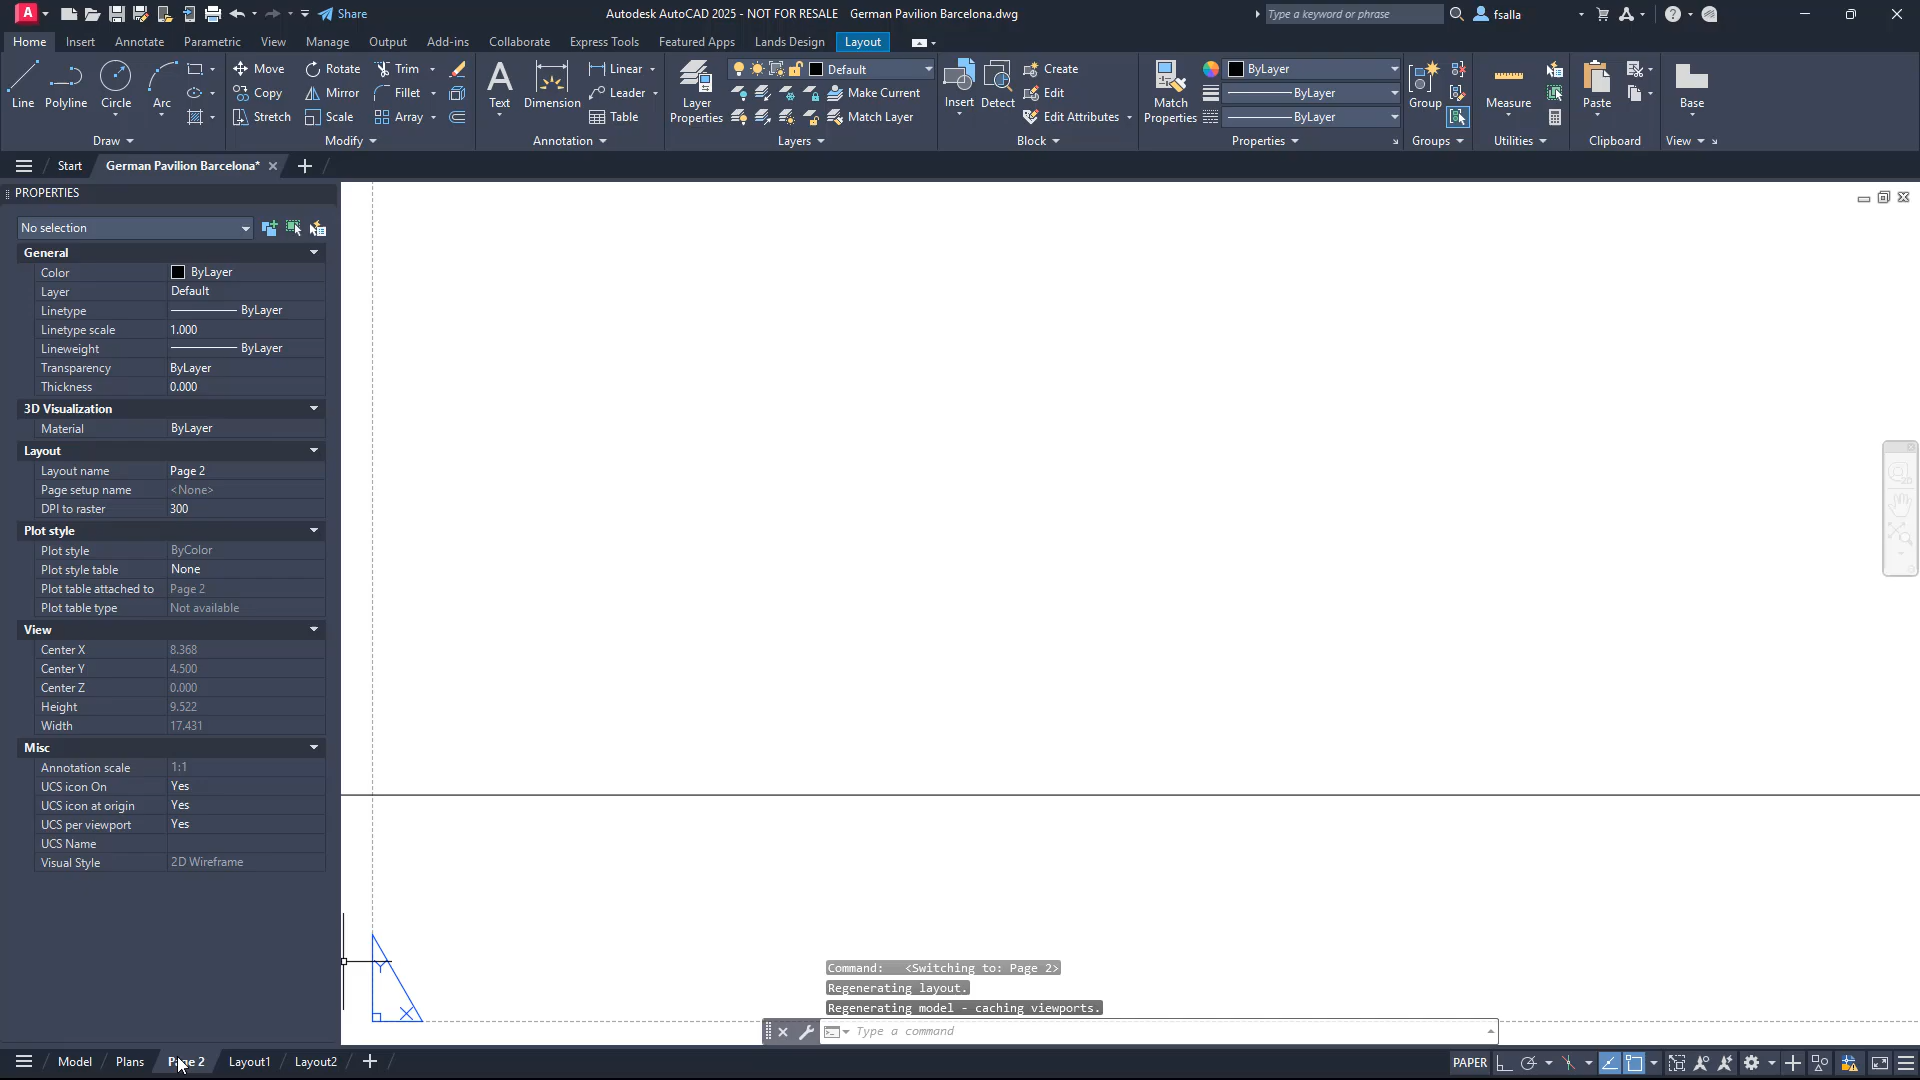 Share
Autodesk AutoCAD 2025 - NOT FOR RESALE German Pavilion Barcelona.dwg
Type a keyword or phrase
fsalla
Home Insert Annotate Parametric View Manage Output Add-ins Collaborate Express Tools Featured Apps Lands Design Layout
Line Polyline Circle Arc
Move Rotate Trim
Copy Mirror Fillet
Stretch Scale Array
Text Dimension
Linear
Leader
Table
Layer Properties
Default
Make Current
Match Layer
Insert Detect
Create
Edit
Edit Attributes
Match Properties
ByLayer
ByLayer
ByLayer
Group
Measure
Paste
Base
Draw Modify Annotation Layers Block Properties Groups Utilities Clipboard View
Start German Pavilion Barcelona*
PROPERTIES
No selection
General
Color ByLayer
Layer Default
Linetype ByLayer
Linetype scale 1.000
Lineweight ByLayer
Transparency ByLayer
Thickness 0.000
3D Visualization
Material ByLayer
Layout
Layout name Page 2
Page setup name <None>
DPI to raster 300
Plot style
Plot style ByColor
Plot style table None
Plot table attached to Page 2
Plot table type Not available
View
Center X 8.368
Center Y 4.500
Center Z 0.000
Height 9.522
Width 17.431
Misc
Annotation scale 1:1
UCS icon On Yes
UCS icon at origin Yes
UCS per viewport Yes
UCS Name
Visual Style 2D Wireframe
Y
X
Command: <Switching to: Page 2>
Regenerating layout.
Regenerating model - caching viewports.
Type a command
Model Plans Page 2 Layout1 Layout2
PAPER